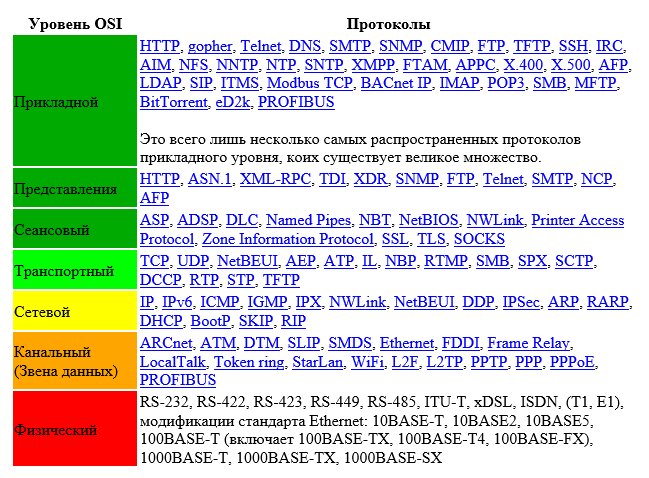 Уровень OSI Протоколы
HTTP, gopher, Telnet, DNS, SMTP, SNMP, CMIP, FTP, TFTP, SSH, IRC,
AIM, NFS, NNTP, NTP, SNTP, XMPP, FTAM, APPC, X.400, X.500, AFP,
LDAP, SIP, ITMS, Modbus TCP, BACnet IP, IMAP, POP3, SMB, MFTP,
Прикладной BitTorrent, eD2k, PROFIBUS
Это всего лишь несколько самых распространенных протоколов
прикладного уровня, коих существует великое множество.
Представления HTTP, ASN.1, XML-RPC, TDI, XDR, SNMP, FTP, Telnet, SMTP, NCP,
AFP
Сеансовый ASP, ADSP, DLC, Named Pipes, NBT, NetBIOS, NWLink, Printer Access
Protocol, Zone Information Protocol, SSL, TLS, SOCKS
Транспортный TCP, UDP, NetBEUI, AEP, ATP, IL, NBP, RTMP, SMB, SPX, SCTP,
DCCP, RTP, STP, TFTP
Сетевой IP, IPv6, ICMP, IGMP, IPX, NWLink, NetBEUI, DDP, IPSec, ARP, RARP,
DHCP, BootP, SKIP, RIP
ARCnet, ATM, DTM, SLIP, SMDS, Ethernet, FDDI, Frame Relay,
Канальный LocalTalk, Token ring, StarLan, WiFi, L2F, L2TP, PPTP, PPP, PPPoE,
(Звена данных) PROFIBUS
RS-232, RS-422, RS-423, RS-449, RS-485, ITU-T, xDSL, ISDN, (T1, E1),
Физический модификации стандарта Ethernet: 10BASE-T, 10BASE2, 10BASE5,
100BASE-T (включает 100BASE-TX, 100BASE-T4, 100BASE-FX),
1000BASE-T, 1000BASE-TX, 1000BASE-SX